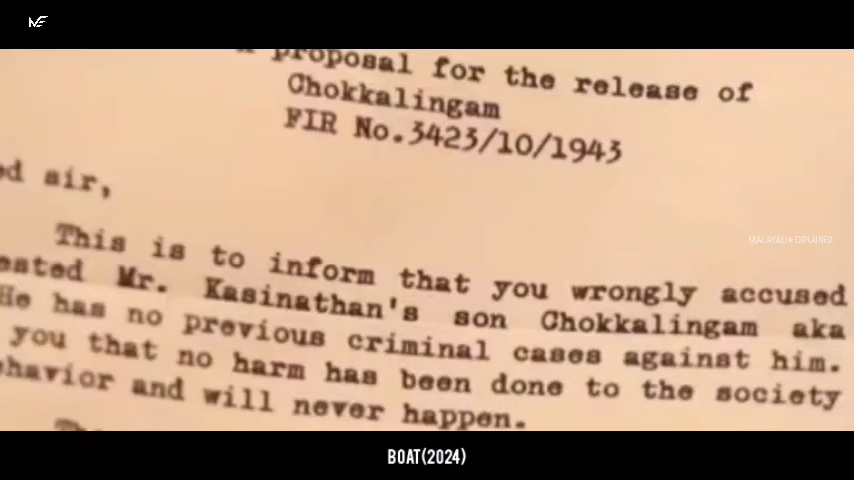 proposal for the release of
Chokkalingam
FIR No.3423/10/1943
sir,
MALAYALI EXPLAINED
This is to inform that you wrongly accused
Mr. Kasinathan's son Chokkalingam aka
He has no previous criminal cases against him.
you that no harm has been done to the society
and will never happen.
BOAT(2024)